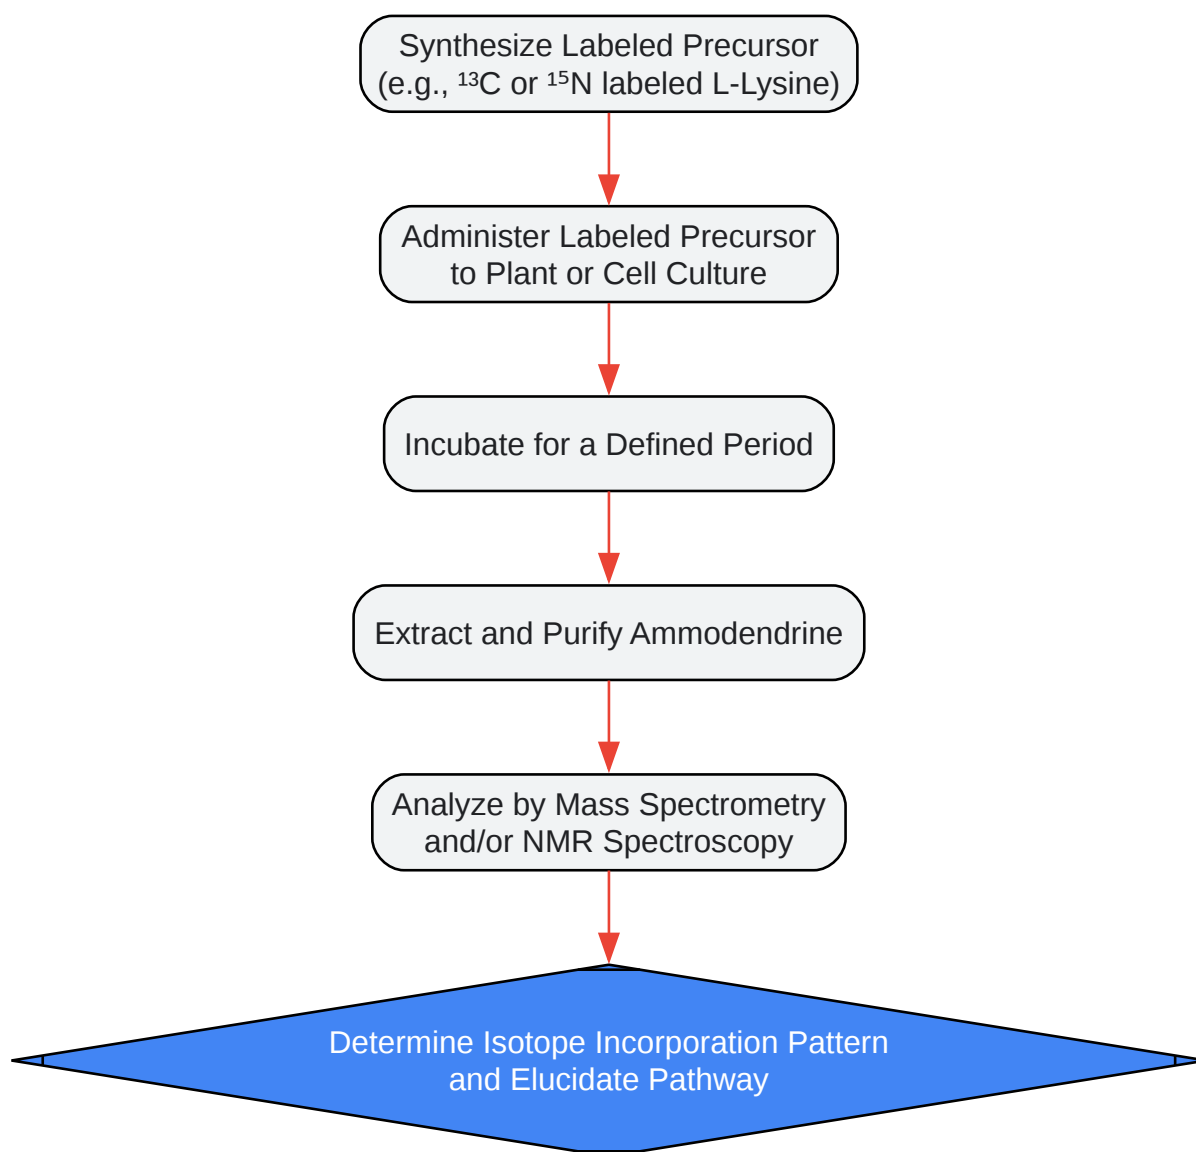 Synthesize Labeled Precursor
(e.g., ¹³C or ¹⁵N labeled L-Lysine)
Administer Labeled Precursor
to Plant or Cell Culture
Incubate for a Defined Period
Extract and Purify Ammodendrine
Analyze by Mass Spectrometry
and/or NMR Spectroscopy
Determine Isotope Incorporation Pattern
and Elucidate Pathway